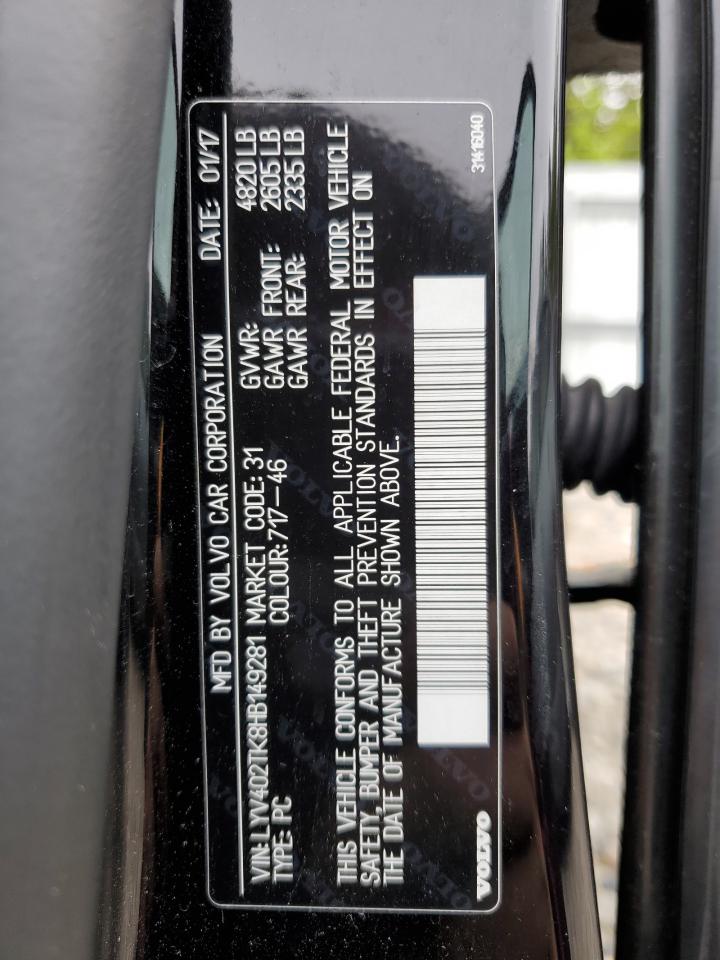 MFD BY VOLVO CAR CORPORATION DATE: 01/17
VIN: LYV402TK8HB149281 MARKET CODE: 31 GVWR: 4820 LB
TYPE: PC COLOUR: 717-46 GAWR FRONT: 2605 LB
GAWR REAR: 2335 LB
THIS VEHICLE CONFORMS TO ALL APPLICABLE FEDERAL MOTOR VEHICLE
SAFETY, BUMPER AND THEFT PREVENTION STANDARDS IN EFFECT ON
THE DATE OF MANUFACTURE SHOWN ABOVE.
VOLVO 31416040